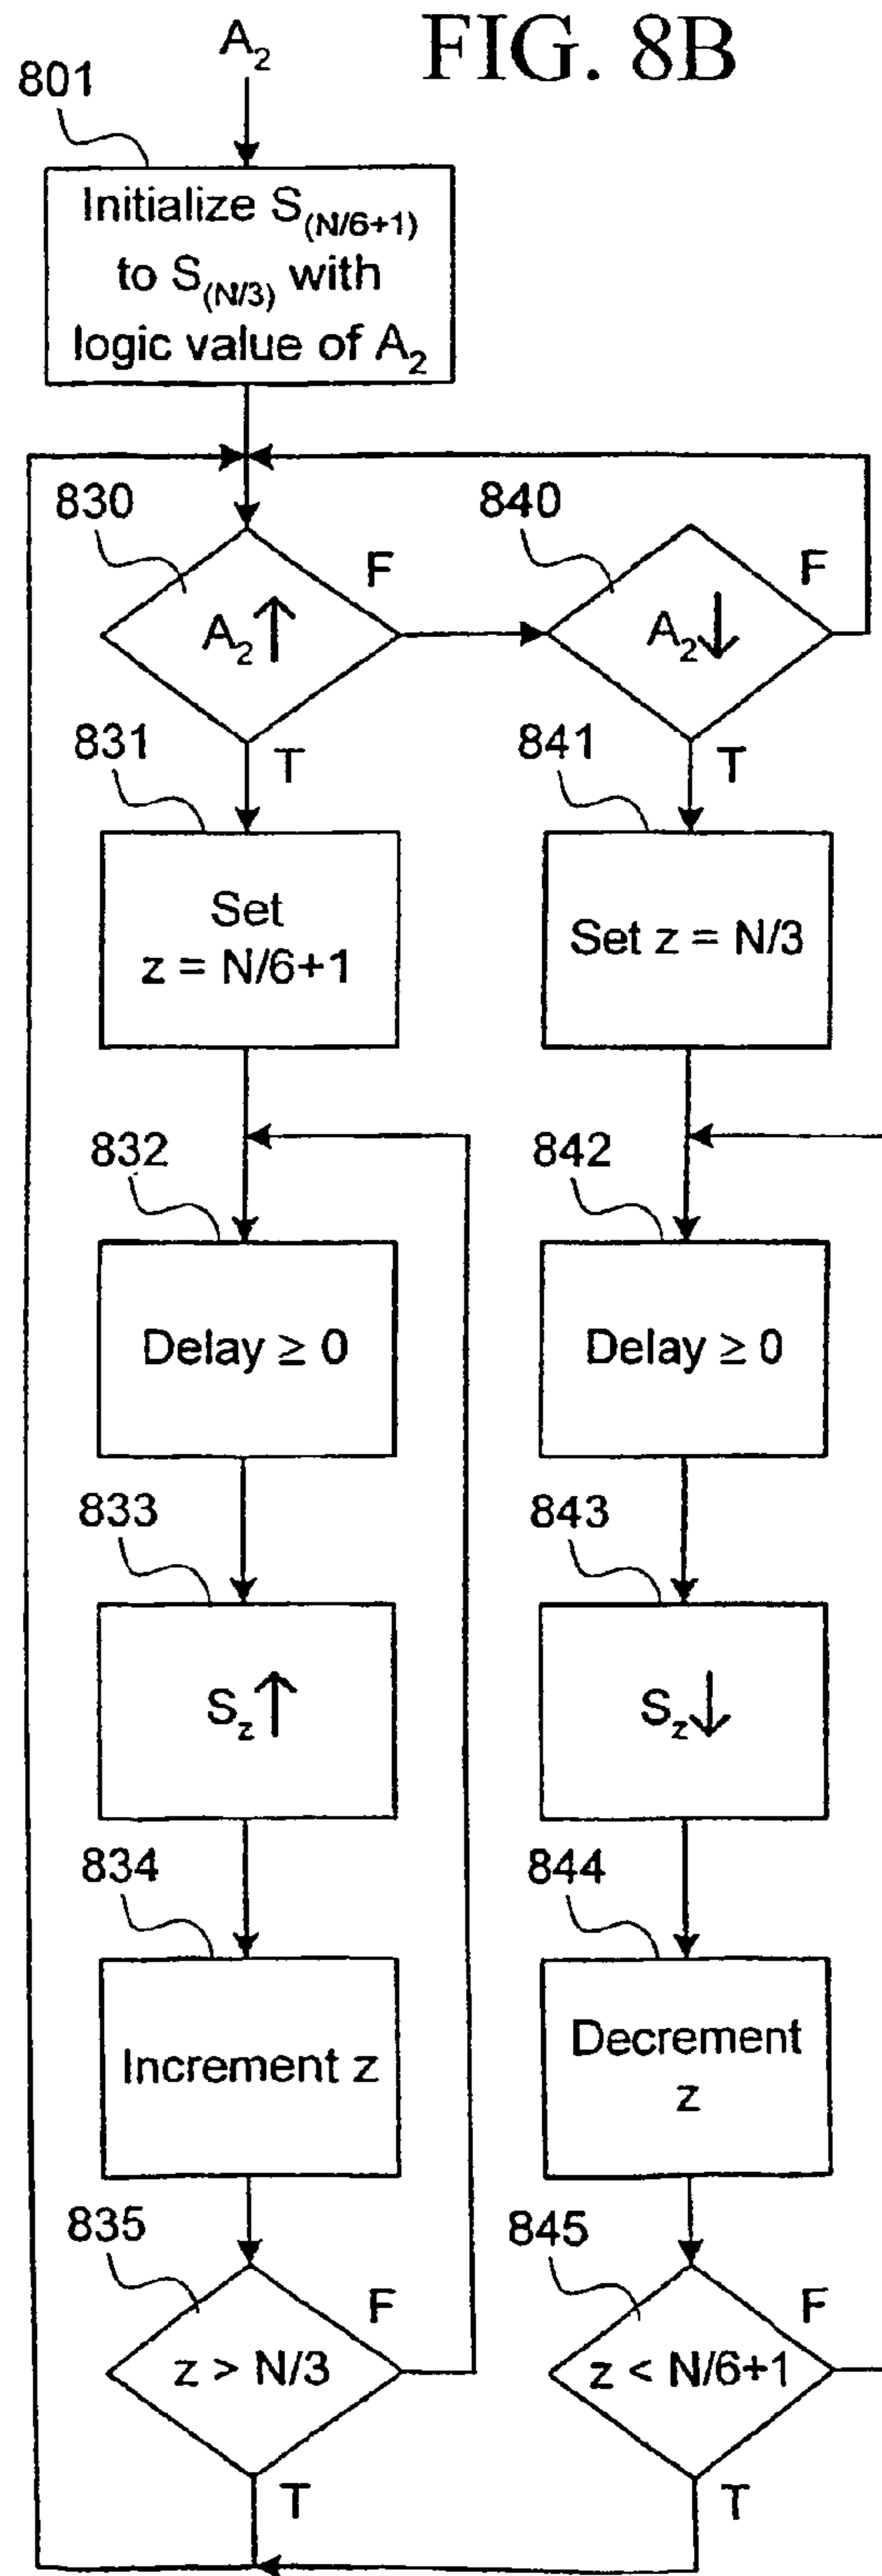 FIG. 8B
A₂
801
Initialize S₍N/6+1₎
to S₍N/3₎ with
logic value of A₂
830
A₂↑
F
T
840
A₂↓
F
T
831
Set
z = N/6+1
841
Set z = N/3
832
Delay ≥ 0
842
Delay ≥ 0
833
S_z↑
843
S_z↓
834
Increment z
844
Decrement
z
835
z > N/3
F
T
845
z < N/6+1
F
T